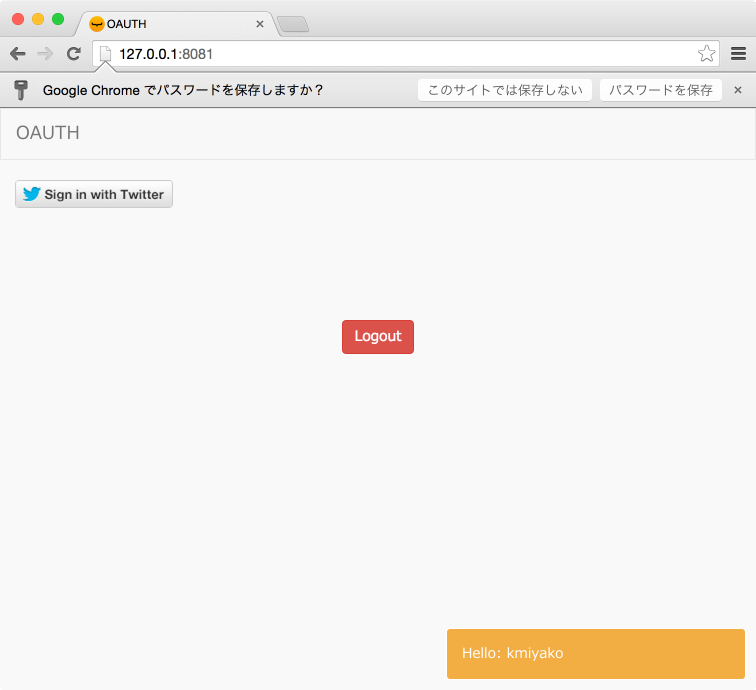 OAUTH
127.0.0.1:8081
Google Chrome でパスワードを保存しますか？ このサイトでは保存しない パスワードを保存
OAUTH
Sign in with Twitter
Logout
Hello: kmiyako